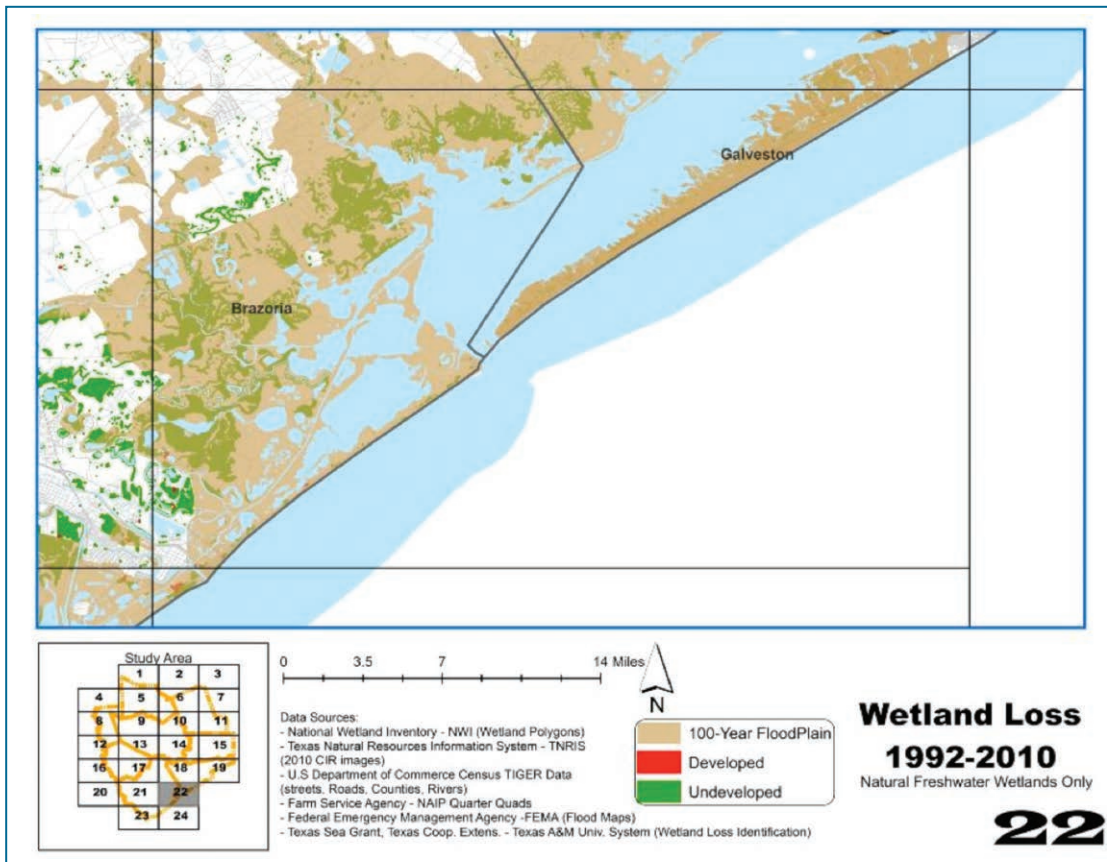 Galveston
Brazoria
Study Area
1 2 3
4 5 6 7
8 9 10 11
12 13 14 15
16 17 18 19
20 21 22
23 24
0 3.5 7 14 Miles
N
Data Sources:
- National Wetland Inventory - NWI (Wetland Polygons)
- Texas Natural Resources Information System - TNRIS
(2010 CIR images)
- U.S Department of Commerce Census TIGER Data
(streets, Roads, Counties, Rivers)
- Farm Service Agency - NAIP Quarter Quads
- Federal Emergency Management Agency -FEMA (Flood Maps)
- Texas Sea Grant, Texas Coop. Extens. - Texas A&M Univ. System (Wetland Loss Identification)
100-Year FloodPlain
Developed
Undeveloped
Wetland Loss
1992-2010
Natural Freshwater Wetlands Only
22